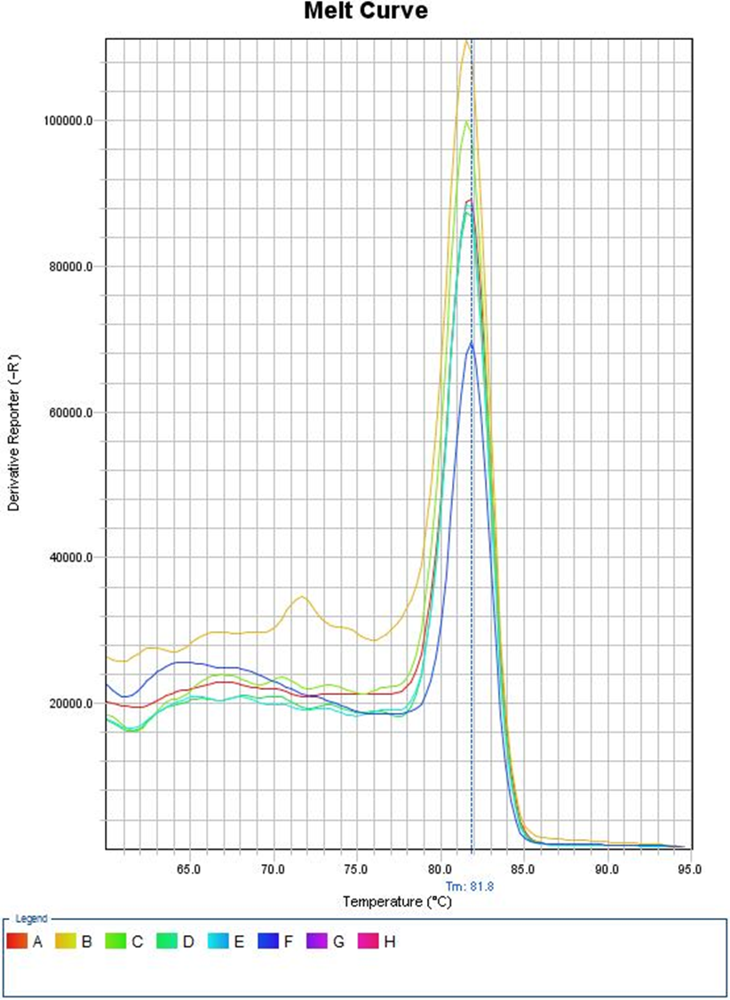 Melt Curve
100000.0
80000.0
60000.0
40000.0
20000.0
Derivative Reporter (-R')
65.0 70.0 75.0 80.0 85.0 90.0 95.0
Tm: 81.8
Temperature (°C)
Legend
A B C D E F G H